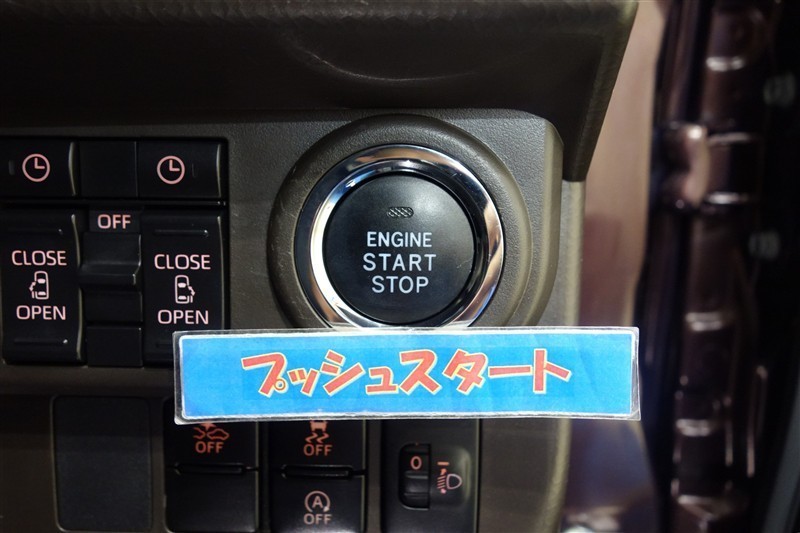 OFF
CLOSE
OPEN
CLOSE
OPEN
ENGINE
START
STOP
プッシュスタート
OFF
OFF
A
OFF
0